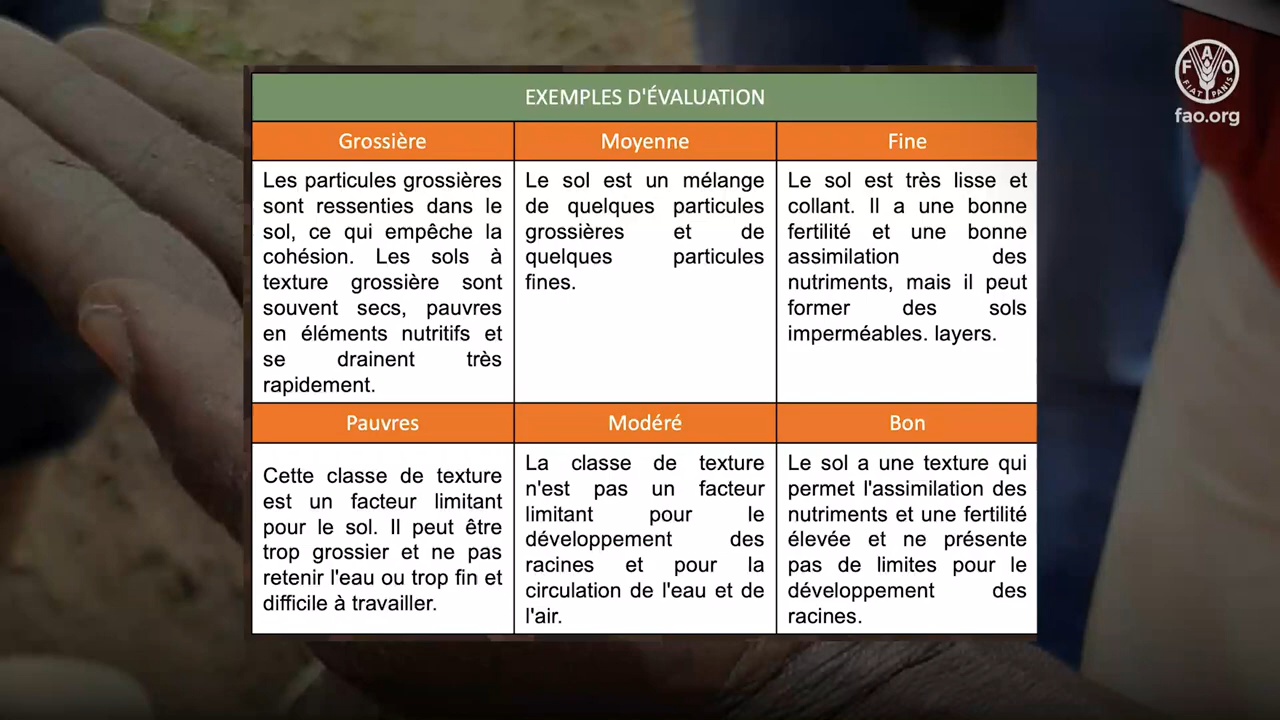 EXEMPLES D'ÉVALUATION
Grossière
Moyenne
Fine
Les particules grossières
sont ressenties dans le
sol, ce qui empêche la
cohésion. Les sols à
texture grossière sont
souvent secs, pauvres
en éléments nutritifs et
se drainent très
rapidement.
Le sol est un mélange
de quelques particules
grossières et de
quelques particules
fines.
Le sol est très lisse et
collant. Il a une bonne
fertilité et une bonne
assimilation des
nutriments, mais il peut
former des sols
imperméables. layers.
Pauvres
Modéré
Bon
Cette classe de texture
est un facteur limitant
pour le sol. Il peut être
trop grossier et ne pas
retenir l'eau ou trop fin et
difficile à travailler.
La classe de texture
n'est pas un facteur
limitant pour le
développement des
racines et pour la
circulation de l'eau et de
l'air.
Le sol a une texture qui
permet l'assimilation des
nutriments et une fertilité
élevée et ne présente
pas de limites pour le
développement des
racines.
F A O
FIAT PANIS
fao.org